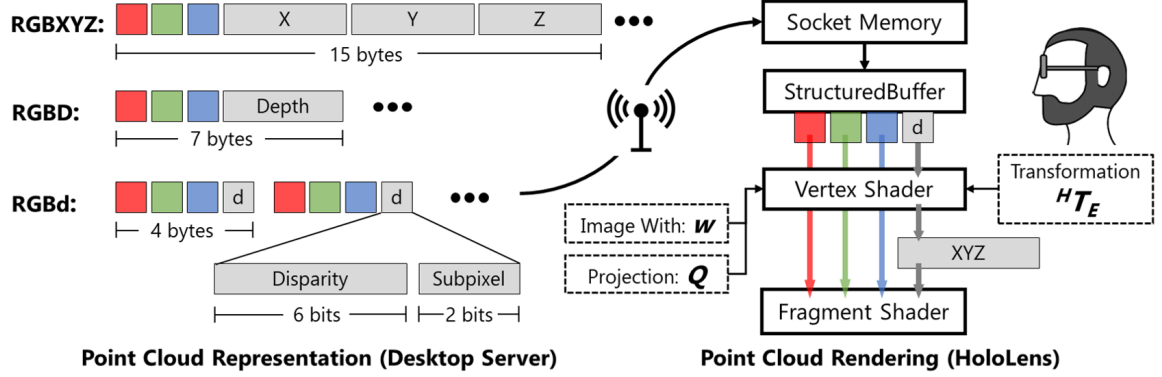 RGBXYZ:
X
Y
Z
15 bytes
RGBD:
Depth
7 bytes
RGBd:
d
d
4 bytes
Disparity
Subpixel
6 bits
2 bits
Point Cloud Representation (Desktop Server)
Socket Memory
StructuredBuffer
d
Vertex Shader
Transformation
ᴴTᴇ
Image With: w
Projection: Q
XYZ
Fragment Shader
Point Cloud Rendering (HoloLens)